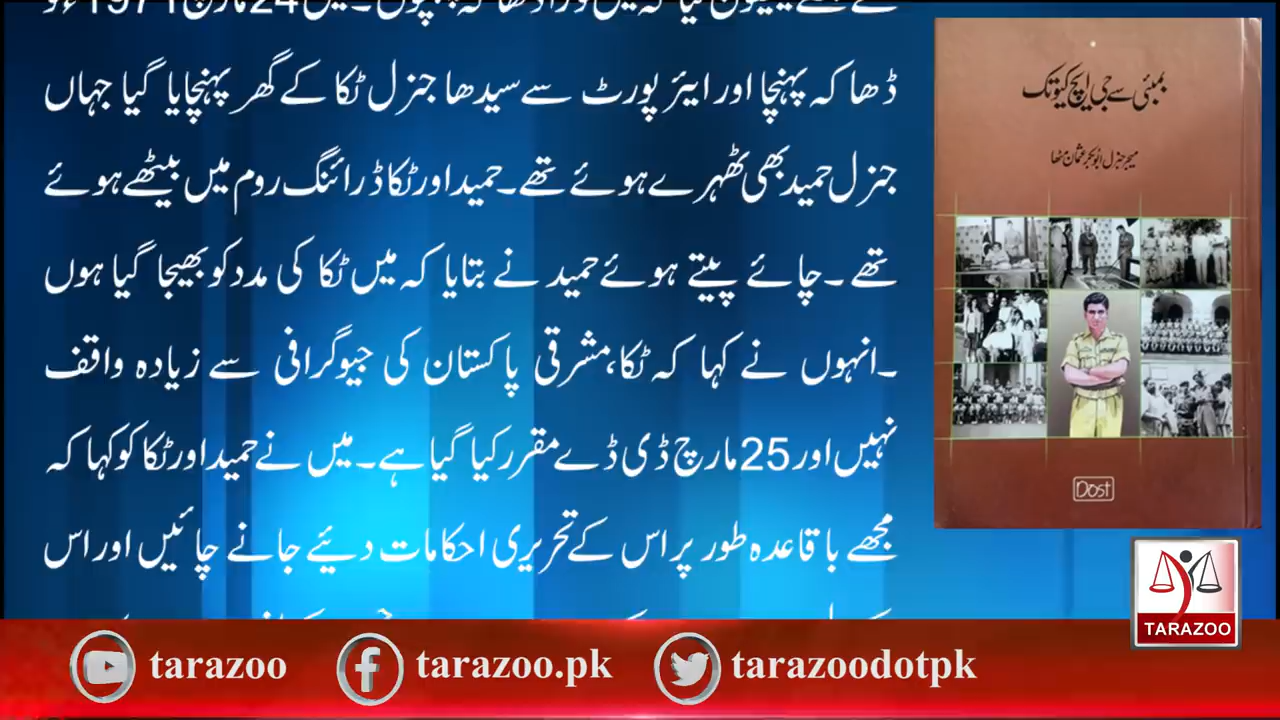 ڈھاکہ پہنچا اور ایئرپورٹ سے سیدھا جنرل ٹکا کے گھر پہنچایا گیا جہاں
جنرل حمید بھی ٹھہرے ہوئے تھے۔ حمید اور ٹکا ڈرائنگ روم میں بیٹھے ہوئے
تھے۔ چائے پیتے ہوئے حمید نے بتایا کہ میں ٹکا کی مدد کو بھیجا گیا ہوں
۔انہوں نے کہا کہ ٹکا، مشرقی پاکستان کی جیوگرافی سے زیادہ واقف
نہیں اور 25 مارچ ڈی ڈے مقرر کیا گیا ہے۔ میں نے حمید اور ٹکا کو کہا کہ
مجھے باقاعدہ طور پر اس کے تحریری احکامات دئیے جانے چائیں اور اس
بمبئی سے جی ایچ کیو تک
میجر جنرل ابوبکر عثمان مٹھا
Dost
TARAZOO
tarazoo
tarazoo.pk
tarazoodotpk